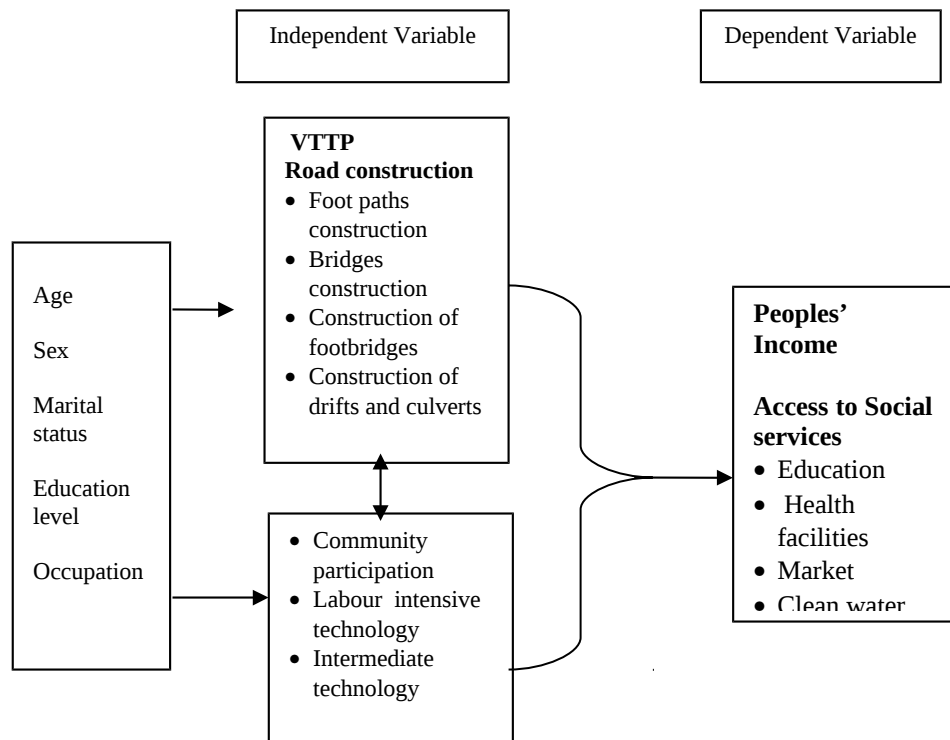 Independent Variable
Dependent Variable
VTTP
Road construction
• Foot paths
construction
• Bridges
construction
• Construction of
footbridges
• Construction of
drifts and culverts
Age
Sex
Marital
status
Education
level
Occupation
• Community
participation
• Labour intensive
technology
• Intermediate
technology
Peoples’
Income
Access to Social
services
• Education
• Health
facilities
• Market
• Clean water